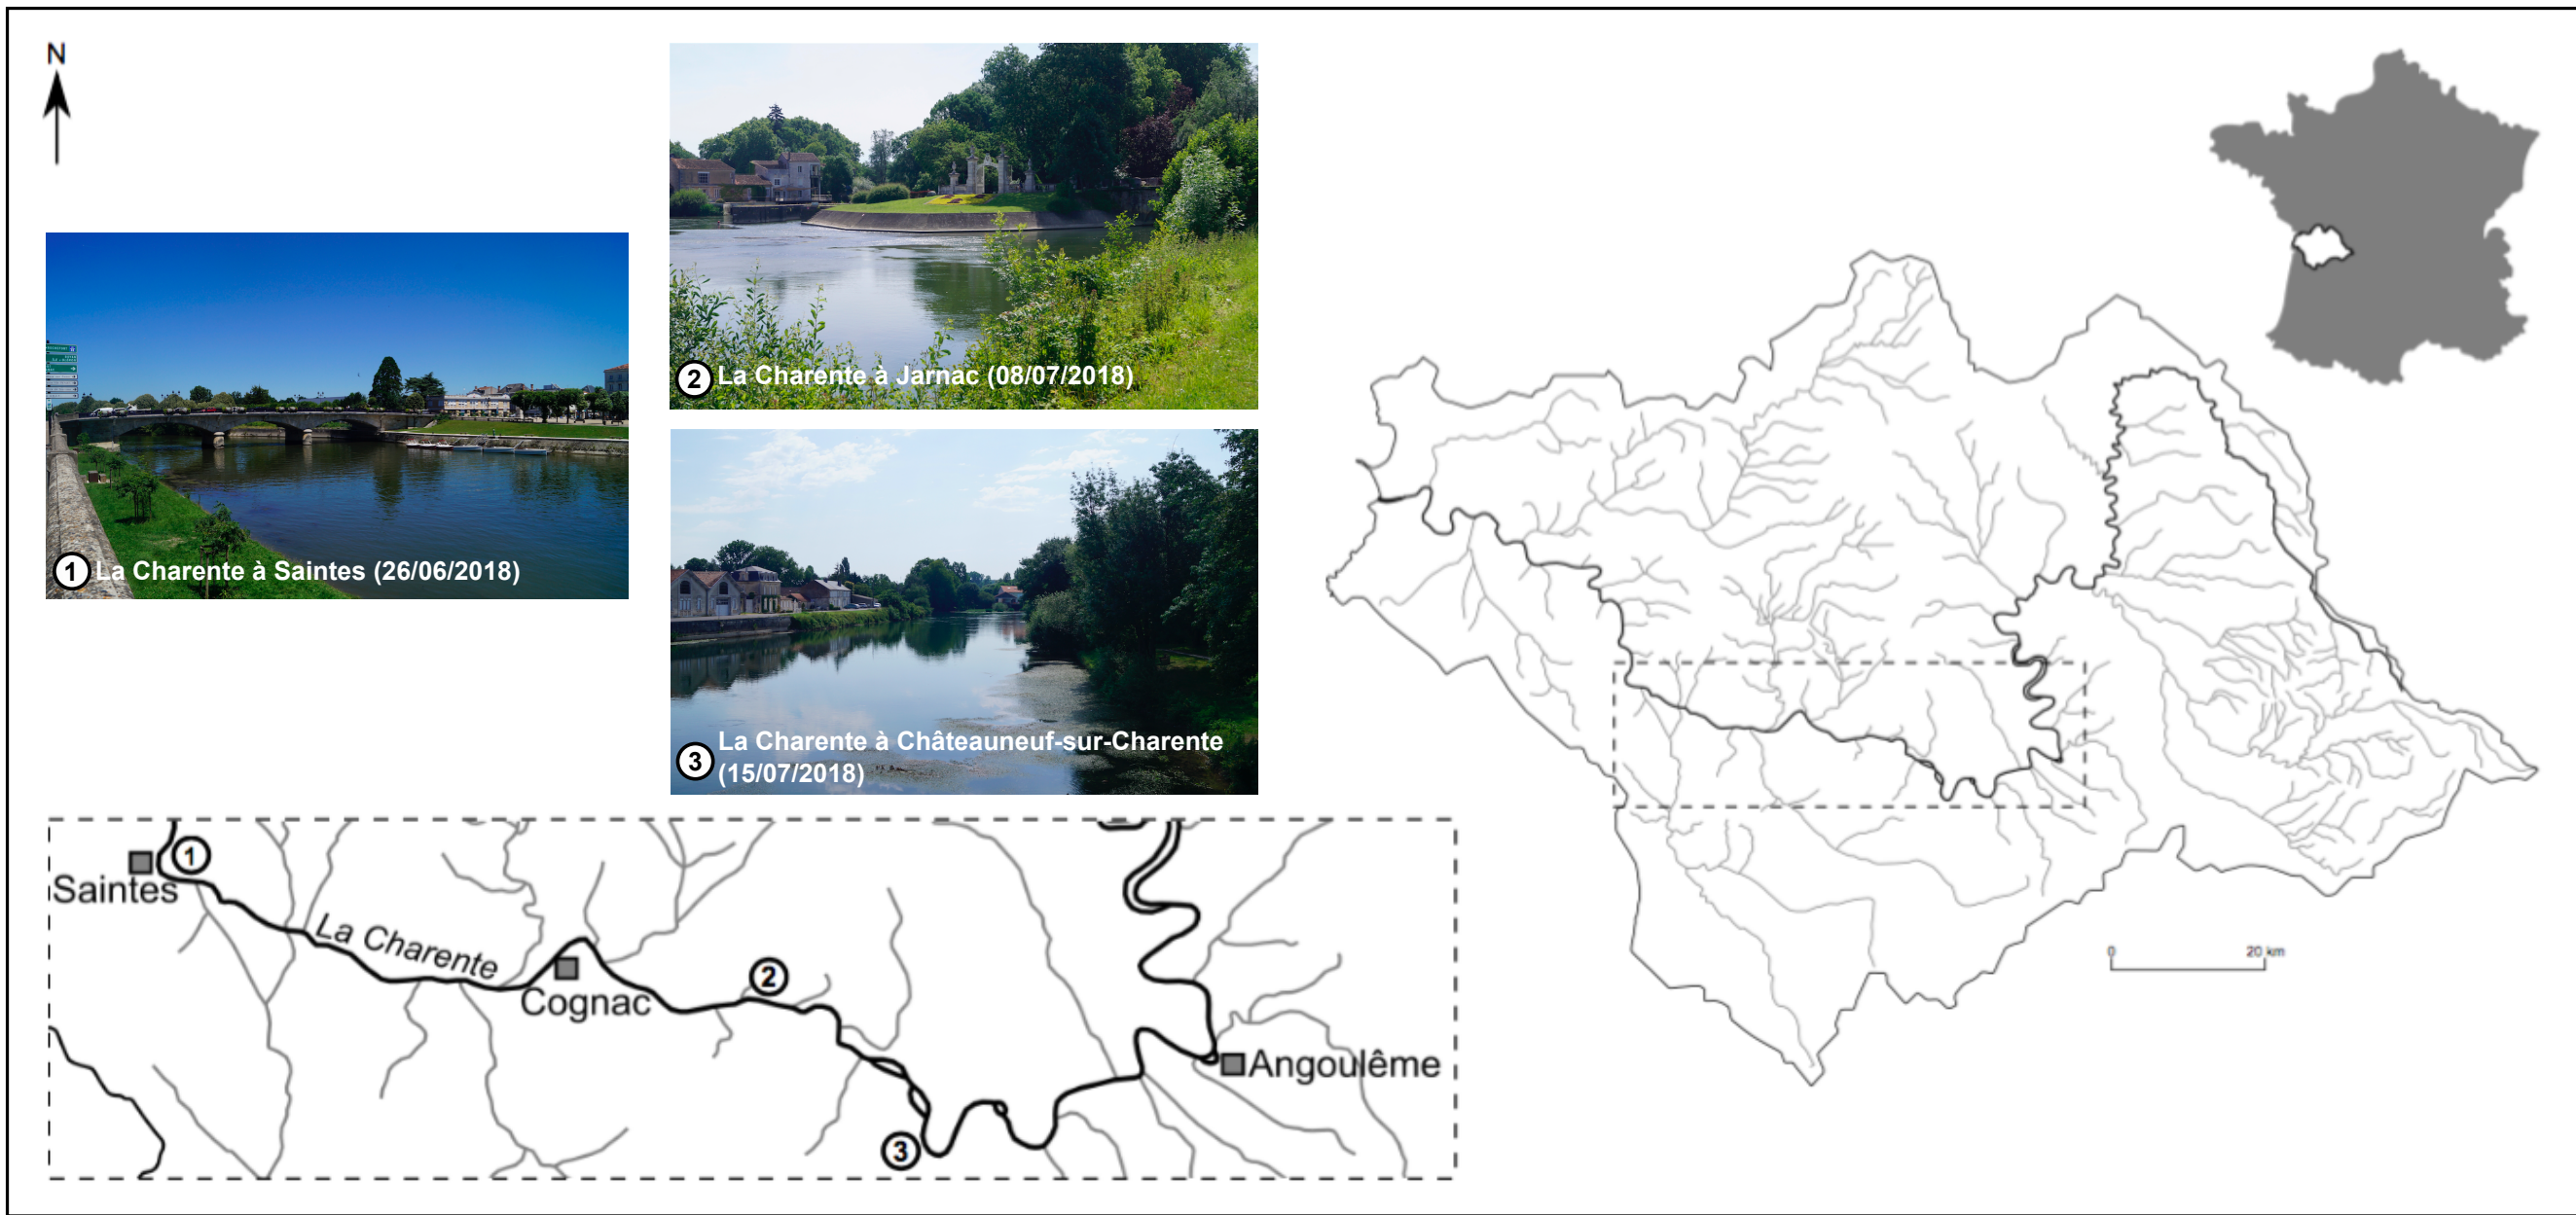 N
① La Charente à Saintes (26/06/2018)
② La Charente à Jarnac (08/07/2018)
③ La Charente à Châteauneuf-sur-Charente
(15/07/2018)
0 20 km
① Saintes
La Charente
Cognac
②
③
Angoulême